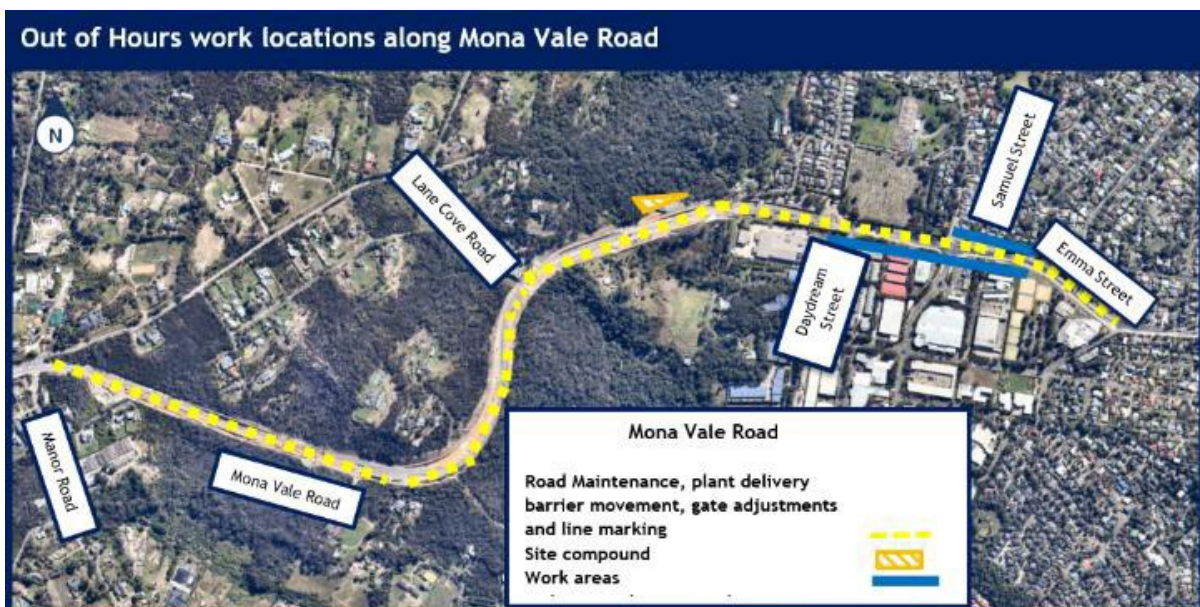 Out of Hours work locations along Mona Vale Road
N
Samuel Street
Lane Cove Road
Emma Street
Daydream
Street
Manor Road
Mona Vale Road
Mona Vale Road
Road Maintenance, plant delivery
barrier movement, gate adjustments
and line marking
Site compound
Work areas